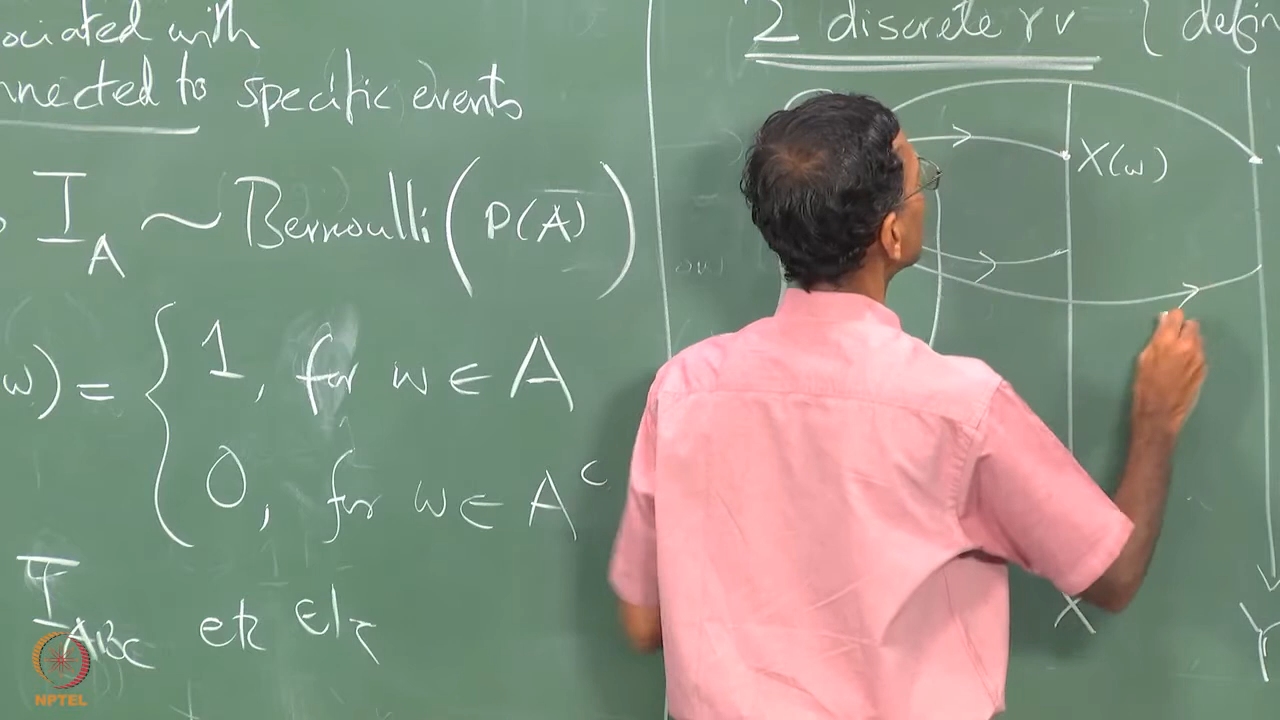 ociated with
nnected to specific events
I_A ~ Bernoulli ( P(A) )
ω) = { 1, for ω ∈ A
0, for ω ∈ A^c
I_ABC etc etc
2 discrete rv { defin
X(ω)
X
Y
NPTEL